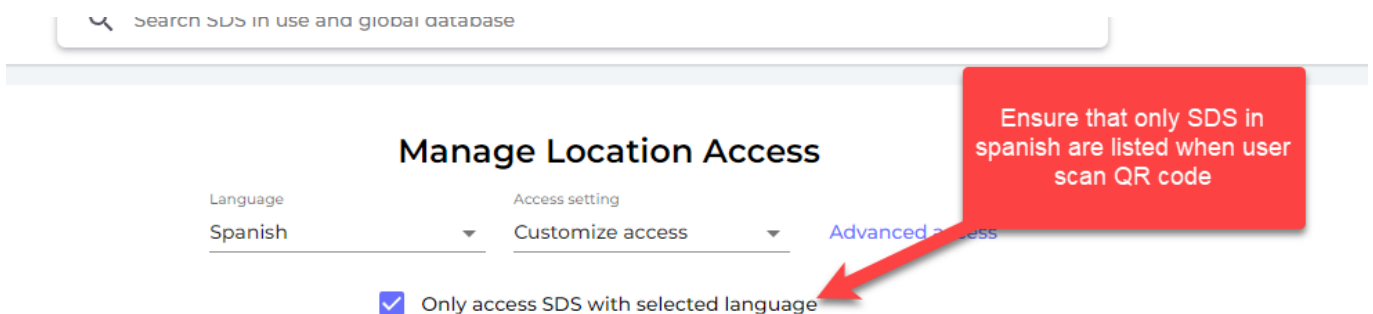 Search SDS in use and global database
Ensure that only SDS in
spanish are listed when user
scan QR code
Manage Location Access
Language
Access setting
Spanish
Customize access
Advanced access
Only access SDS with selected language